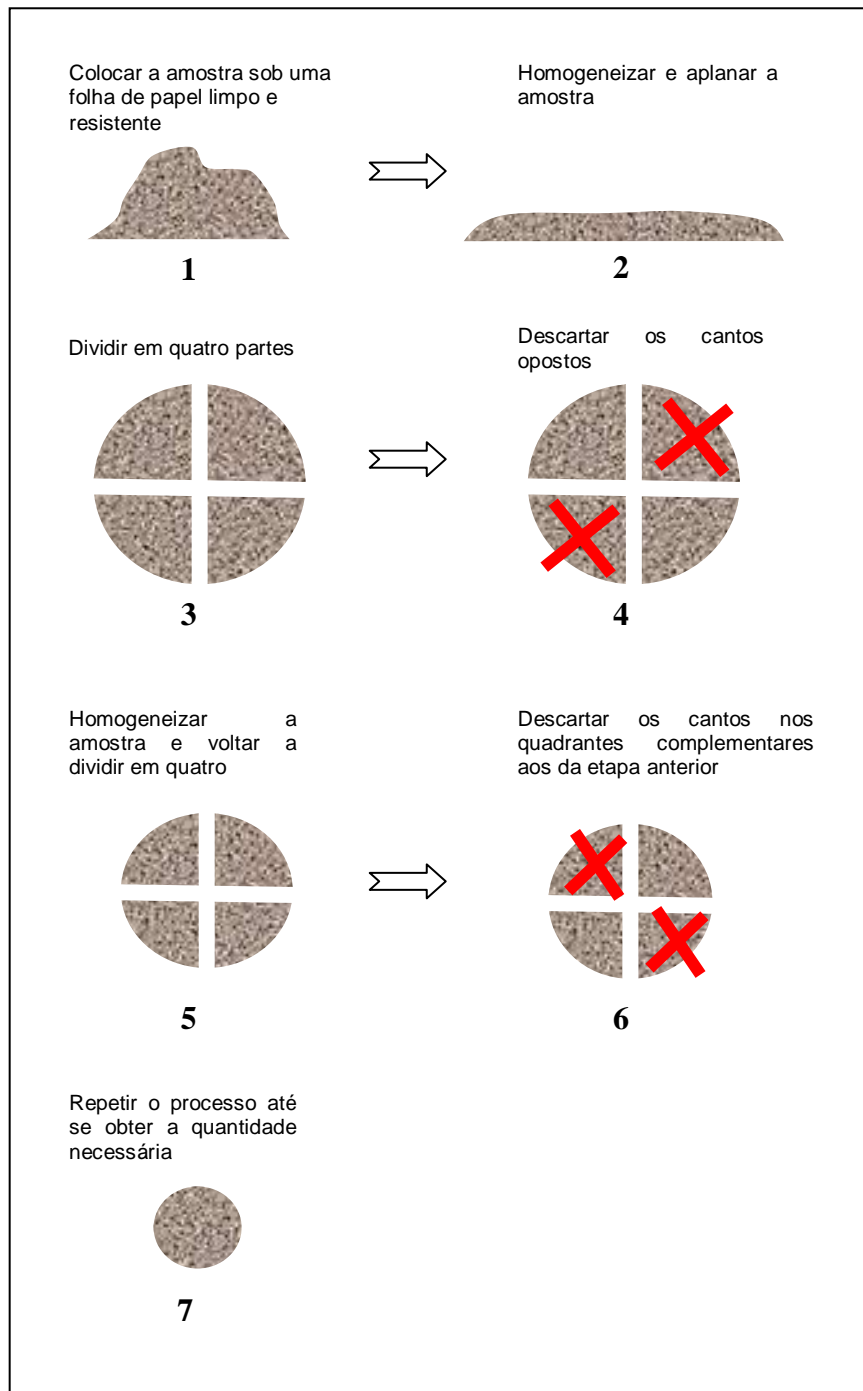 Colocar a amostra sob uma
folha de papel limpo e
resistente
Homogeneizar e aplanar a
amostra
1
2
Dividir em quatro partes
Descartar os cantos
opostos
3
4
Homogeneizar a
amostra e voltar a
dividir em quatro
Descartar os cantos nos
quadrantes complementares
aos da etapa anterior
5
6
Repetir o processo até
se obter a quantidade
necessária
7